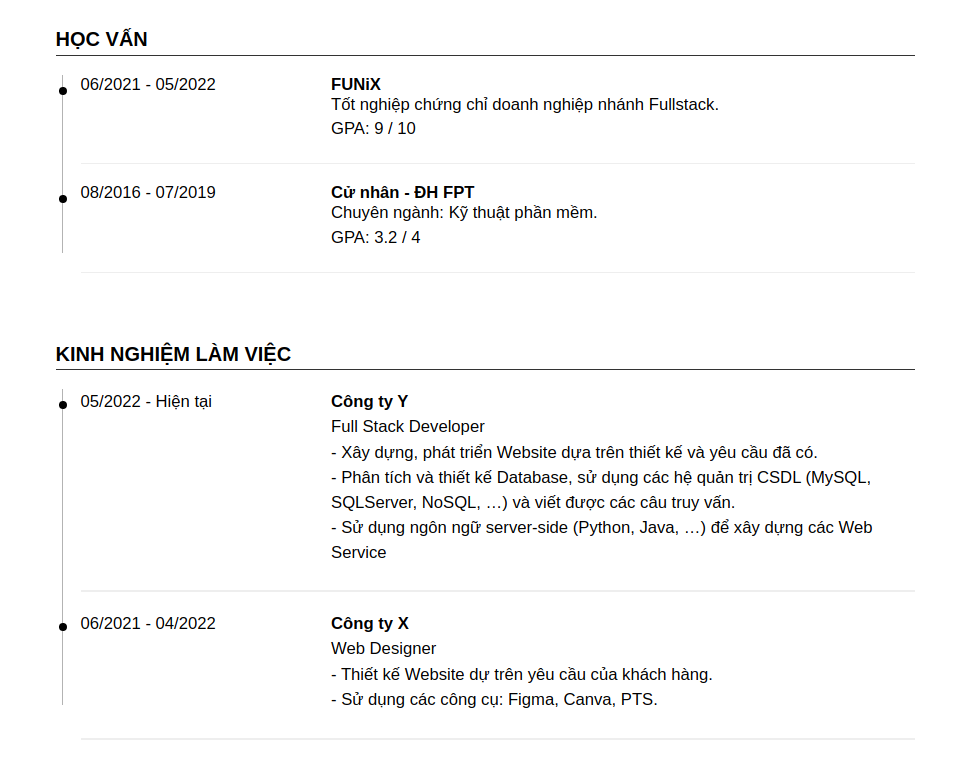 HỌC VẤN
06/2021 - 05/2022
FUNiX
Tốt nghiệp chứng chỉ doanh nghiệp nhánh Fullstack.
GPA: 9 / 10
08/2016 - 07/2019
Cử nhân - ĐH FPT
Chuyên ngành: Kỹ thuật phần mềm.
GPA: 3.2 / 4
KINH NGHIỆM LÀM VIỆC
05/2022 - Hiện tại
Công ty Y
Full Stack Developer
- Xây dựng, phát triển Website dựa trên thiết kế và yêu cầu đã có.
- Phân tích và thiết kế Database, sử dụng các hệ quản trị CSDL (MySQL,
SQLServer, NoSQL, …) và viết được các câu truy vấn.
- Sử dụng ngôn ngữ server-side (Python, Java, …) để xây dựng các Web
Service
06/2021 - 04/2022
Công ty X
Web Designer
- Thiết kế Website dự trên yêu cầu của khách hàng.
- Sử dụng các công cụ: Figma, Canva, PTS.